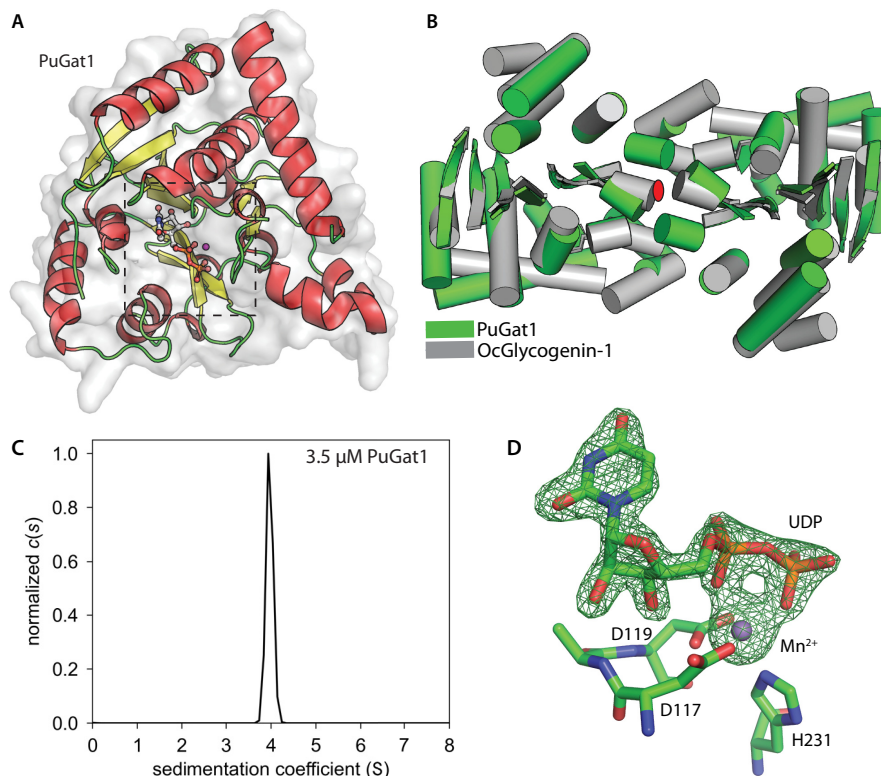 A
PuGat1
B
PuGat1
OcGlycogenin-1
C
3.5 µM PuGat1
normalized c(s)
1.0
0.8
0.6
0.4
0.2
0.0
0 1 2 3 4 5 6 7 8
sedimentation coefficient (S)
D
UDP
D119
Mn²⁺
D117
H231